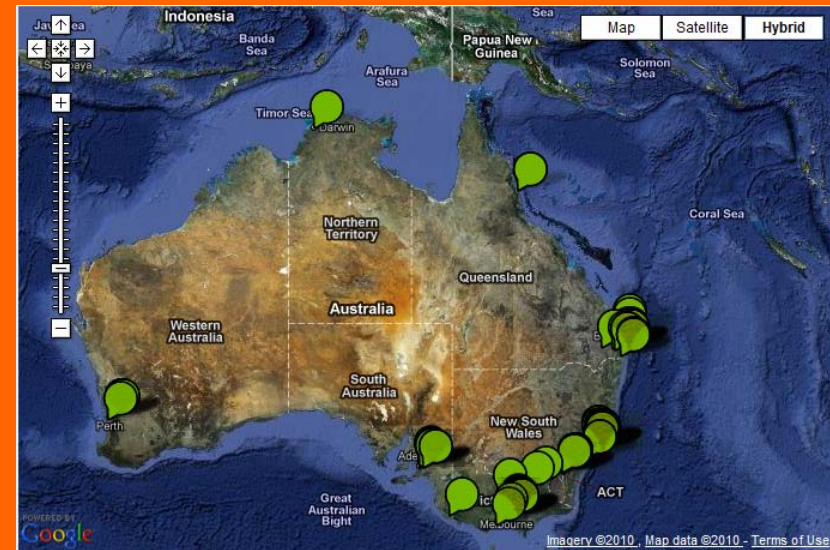 Indonesia
Sea
Map
Satellite
Hybrid
Banda
Sea
Papua New
Guinea
Solomon
Sea
Arafura
Sea
Timor Sea
Darwin
Coral Sea
Northern
Territory
Queensland
Australia
Western
Australia
South
Australia
New South
Wales
Perth
Ade
Great
Australian
Bight
ic
ACT
Melbourne
POWERED BY
Google
Imagery ©2010 , Map data ©2010 - Terms of Use